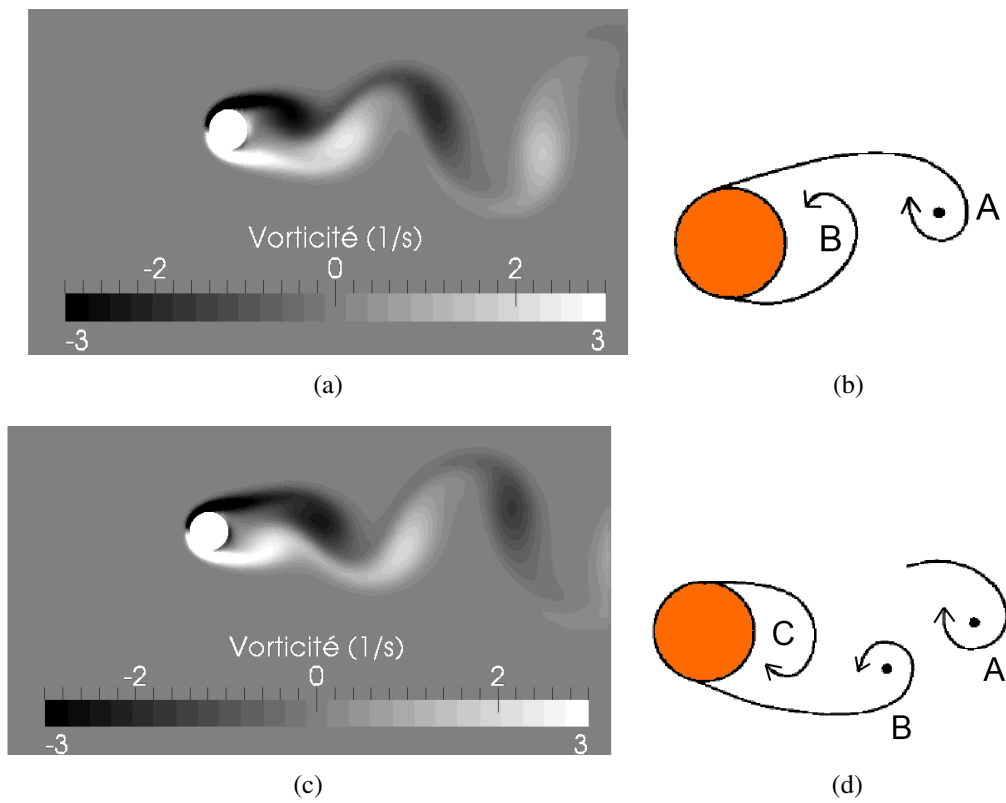 Vorticité (1/s)
-2 0 2
-3 3
(a)
A
B
(b)
Vorticité (1/s)
-2 0 2
-3 3
(c)
C
A
B
(d)